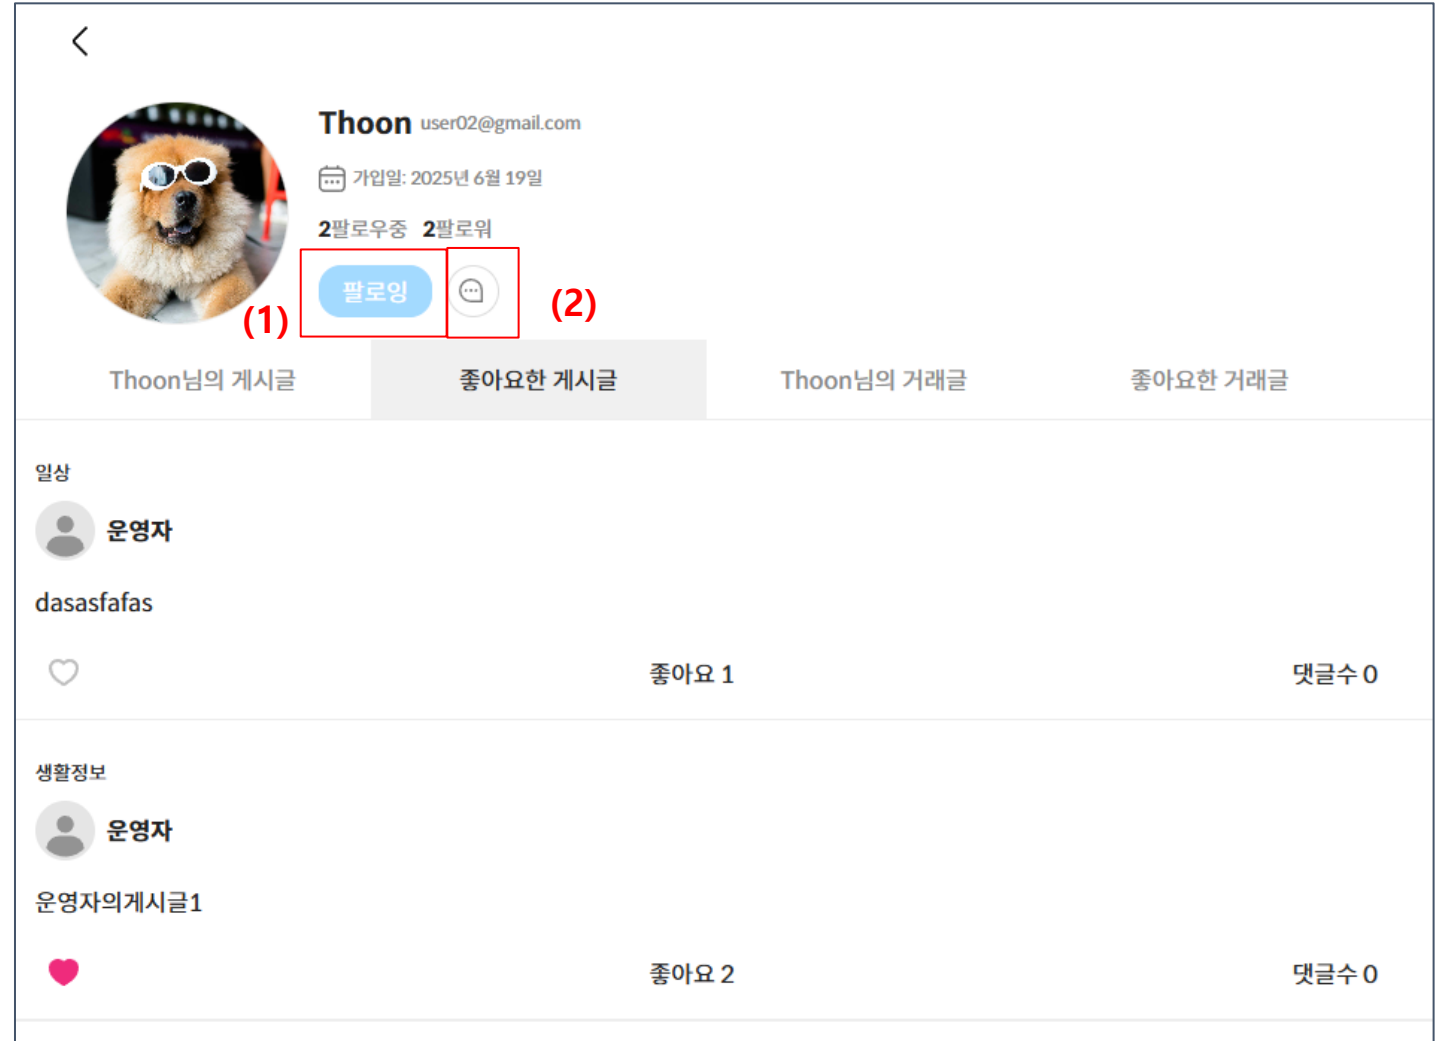 Thoon user02@gmail.com
가입일: 2025년 6월 19일
2팔로우중 2팔로워
(1) 팔로잉 (2)
Thoon님의 게시글 좋아요한 게시글 Thoon님의 거래글 좋아요한 거래글
일상
운영자
dasasfafas
좋아요 1 댓글수 0
생활정보
운영자
운영자의게시글1
좋아요 2 댓글수 0